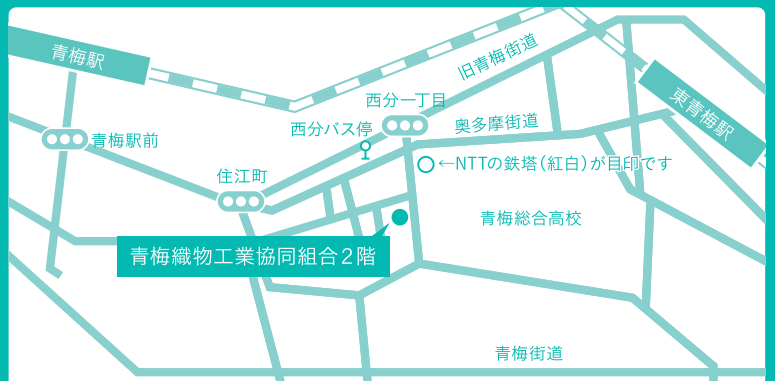 青梅駅
旧青梅街道
西分一丁目
東青梅駅
西分バス停
奥多摩街道
青梅駅前
←NTTの鉄塔(紅白)が目印です
住江町
青梅総合高校
青梅織物工業協同組合2階
青梅街道